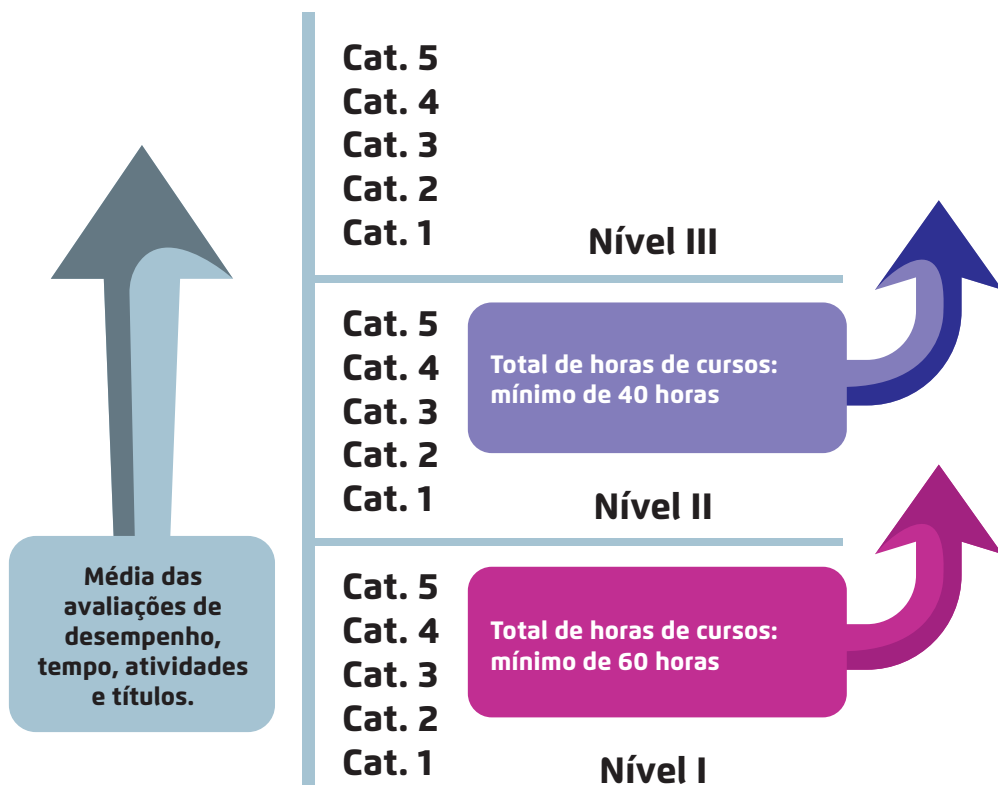 Cat. 5
Cat. 4
Cat. 3
Cat. 2
Cat. 1
Nível III
Cat. 5
Cat. 4
Cat. 3
Cat. 2
Cat. 1
Total de horas de cursos:
mínimo de 40 horas
Nível II
Cat. 5
Cat. 4
Cat. 3
Cat. 2
Cat. 1
Total de horas de cursos:
mínimo de 60 horas
Nível I
Média das
avaliações de
desempenho,
tempo, atividades
e títulos.